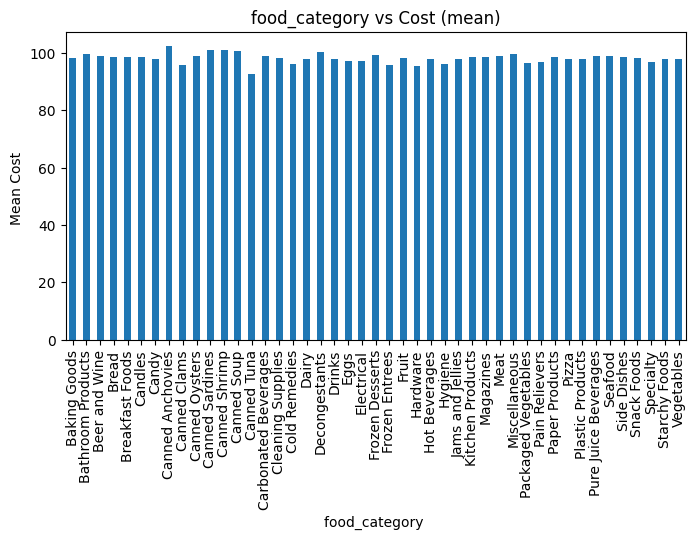 food_category vs Cost (mean)
Mean Cost
100
80
60
40
20
0
Baking Goods
Bathroom Products
Beer and Wine
Bread
Breakfast Foods
Candles
Candy
Canned Anchovies
Canned Clams
Canned Oysters
Canned Sardines
Canned Shrimp
Canned Soup
Canned Tuna
Carbonated Beverages
Cleaning Supplies
Cold Remedies
Dairy
Decongestants
Drinks
Eggs
Electrical
Frozen Desserts
Frozen Entrees
Fruit
Hardware
Hot Beverages
Hygiene
Jams and Jellies
Kitchen Products
Magazines
Meat
Miscellaneous
Packaged Vegetables
Pain Relievers
Paper Products
Pizza
Plastic Products
Pure Juice Beverages
Seafood
Side Dishes
Snack Foods
Specialty
Starchy Foods
Vegetables
food_category